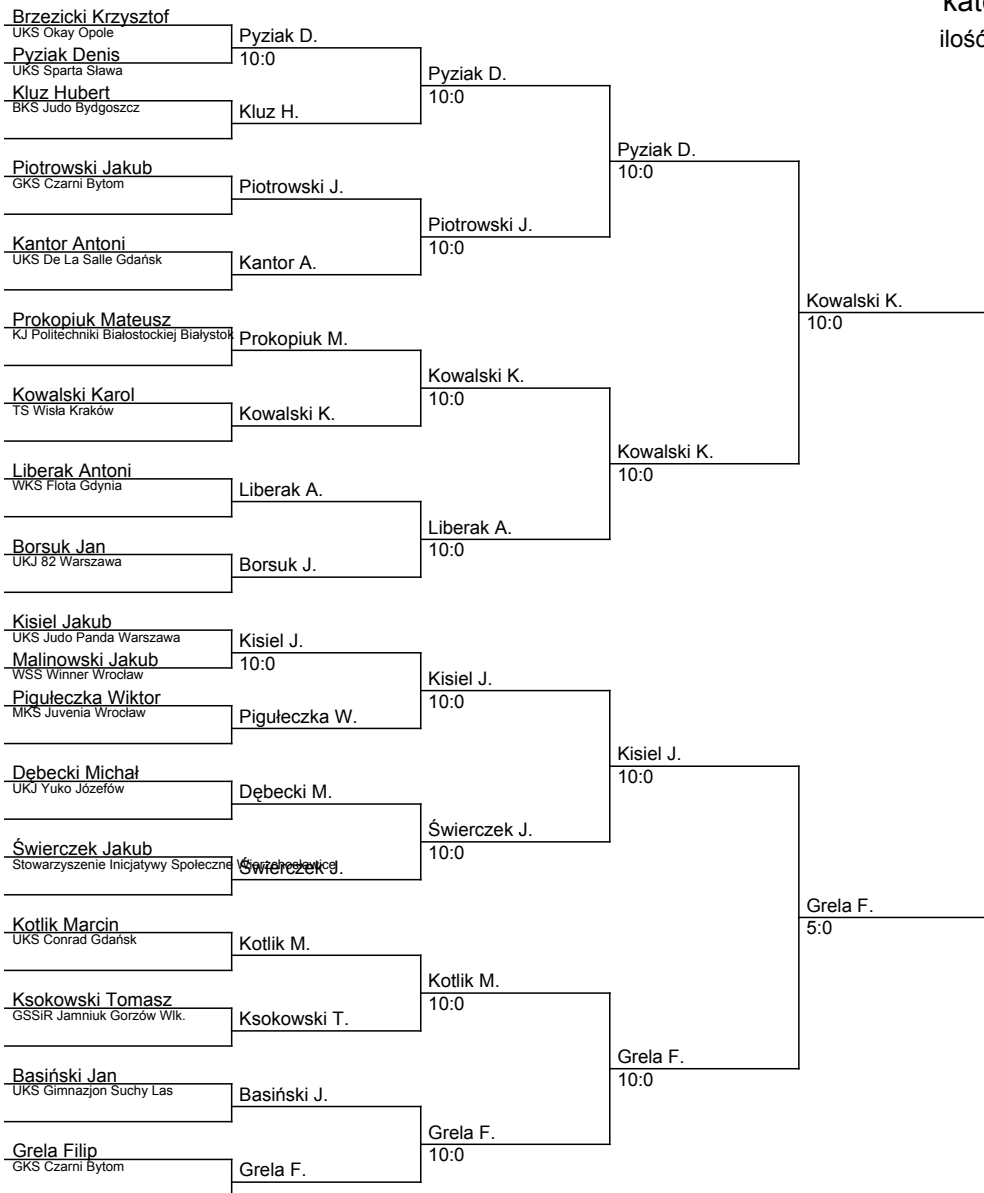 kat
ilość
Brzezicki Krzysztof
UKS Okay Opole
Pyziak D.
10:0
Pyziak Denis
UKS Sparta Sława
Pyziak D.
10:0
Kluz Hubert
BKS Judo Bydgoszcz
Kluz H.
Pyziak D.
10:0
Piotrowski Jakub
GKS Czarni Bytom
Piotrowski J.
Piotrowski J.
10:0
Kantor Antoni
UKS De La Salle Gdańsk
Kantor A.
Kowalski K.
10:0
Prokopiuk Mateusz
KJ Politechniki Białostockiej Białystok
Prokopiuk M.
Kowalski K.
10:0
Kowalski Karol
TS Wisła Kraków
Kowalski K.
Kowalski K.
10:0
Liberak Antoni
WKS Flota Gdynia
Liberak A.
Liberak A.
10:0
Borsuk Jan
UKJ 82 Warszawa
Borsuk J.
Kisiel Jakub
UKS Judo Panda Warszawa
Kisiel J.
10:0
Malinowski Jakub
WSS Winner Wrocław
Kisiel J.
10:0
Pigułeczka Wiktor
MKS Juvenia Wrocław
Pigułeczka W.
Kisiel J.
10:0
Dębecki Michał
UKJ Yuko Józefów
Dębecki M.
Świerczek J.
10:0
Świerczek Jakub
Stowarzyszenie Inicjatywy Społeczne Wierzchosławice
Świerczek J.
Grela F.
5:0
Kotlik Marcin
UKS Conrad Gdańsk
Kotlik M.
Kotlik M.
10:0
Ksokowski Tomasz
GSSiR Jamniuk Gorzów Wlk.
Ksokowski T.
Grela F.
10:0
Basiński Jan
UKS Gimnazjon Suchy Las
Basiński J.
Grela F.
10:0
Grela Filip
GKS Czarni Bytom
Grela F.